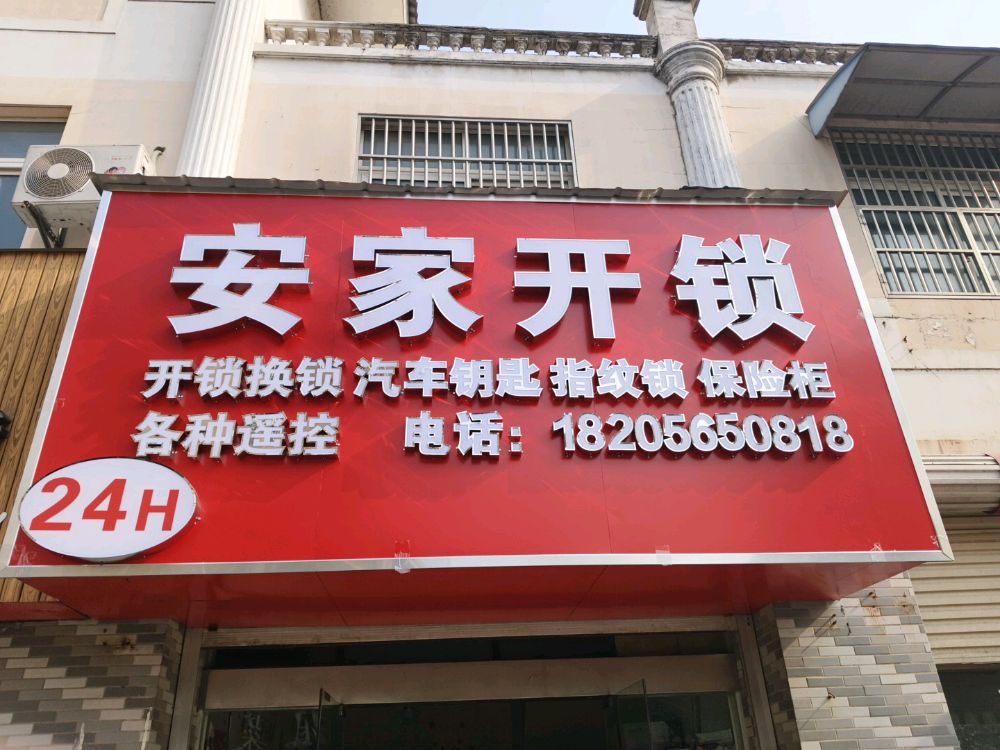 安家开锁
开锁换锁 汽车钥匙 指纹锁 保险柜
各种遥控 电话：18205650818
24H